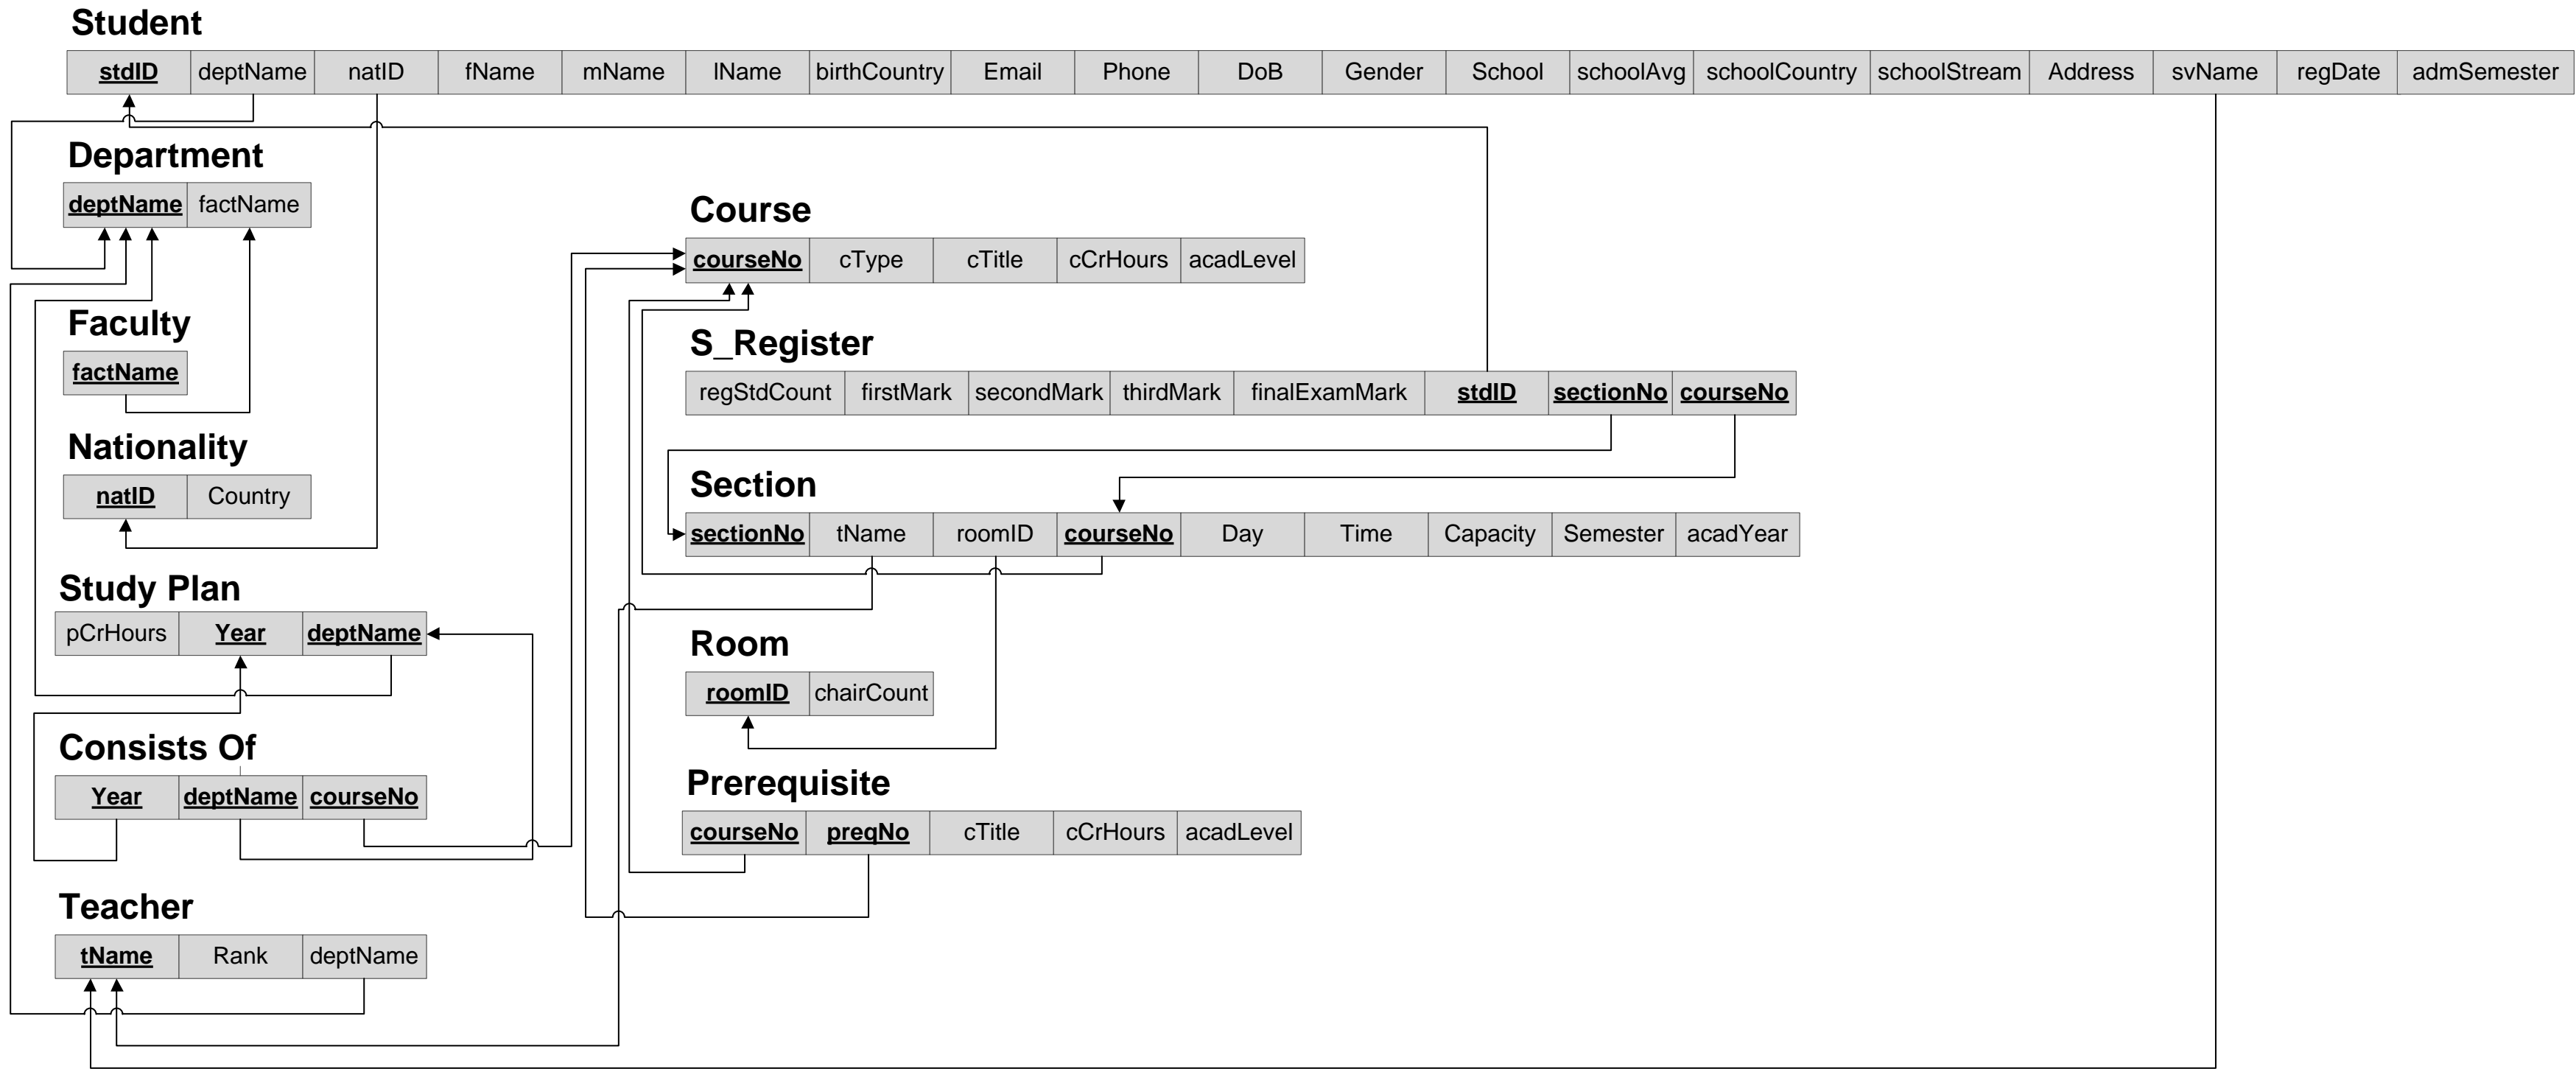 Student
stdID deptName natID fName mName lName birthCountry Email Phone DoB Gender School schoolAvg schoolCountry schoolStream Address svName regDate admSemester
Department
deptName factName
Faculty
factName
Nationality
natID Country
Study Plan
pCrHours Year deptName
Consists Of
Year deptName courseNo
Teacher
tName Rank deptName
Course
courseNo cType cTitle cCrHours acadLevel
S_Register
regStdCount firstMark secondMark thirdMark finalExamMark stdID sectionNo courseNo
Section
sectionNo tName roomID courseNo Day Time Capacity Semester acadYear
Room
roomID chairCount
Prerequisite
courseNo preqNo cTitle cCrHours acadLevel